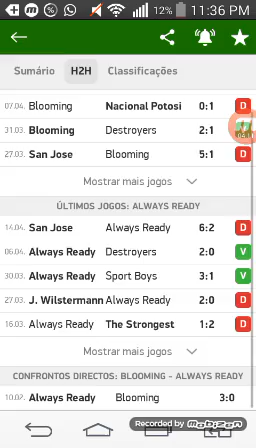 12% 11:36 PM
Sumário H2H Classificações
07.04. Blooming Nacional Potosi 0:1 D
31.03. Blooming Destroyers 2:1
04:11
27.03. San Jose Blooming 5:1 D
Mostrar mais jogos
ÚLTIMOS JOGOS: ALWAYS READY
14.04. San Jose Always Ready 6:2 D
06.04. Always Ready Destroyers 2:0 V
30.03. Always Ready Sport Boys 3:1 V
27.03. J. Wilstermann Always Ready 2:0 D
16.03. Always Ready The Strongest 1:2 D
Mostrar mais jogos
CONFRONTOS DIRECTOS: BLOOMING - ALWAYS READY
10.02. Always Ready Blooming 3:0
Recorded by Mobizen